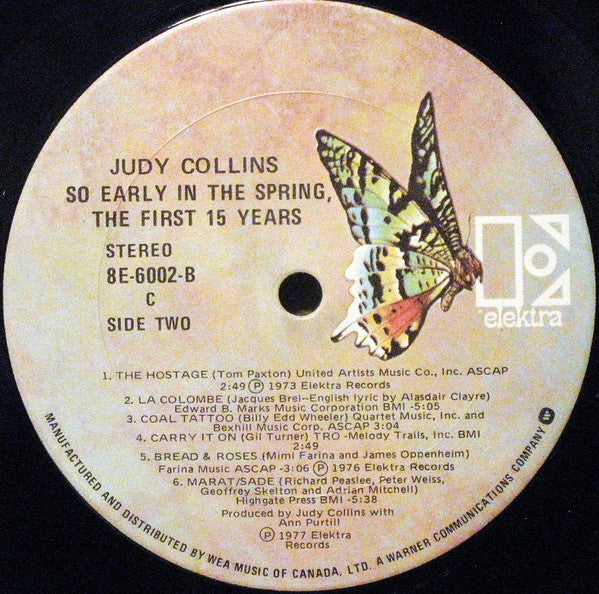 JUDY COLLINS
SO EARLY IN THE SPRING,
THE FIRST 15 YEARS
STEREO
8E-6002-B
C
SIDE TWO
elektra
1. THE HOSTAGE (Tom Paxton) United Artists Music Co., Inc. ASCAP
2:49 Ⓟ 1973 Elektra Records
2. LA COLOMBE (Jacques Brel--English lyric by Alasdair Clayre)
Edward B. Marks Music Corporation BMI -5:05
3. COAL TATTOO (Billy Edd Wheeler) Quartet Music, Inc. and
Bexhill Music Corp. ASCAP 3:04
4. CARRY IT ON (Gil Turner) TRO -Melody Trails, Inc. BMI
2:49
5. BREAD & ROSES (Mimi Farina and James Oppenheim)
Farina Music ASCAP -3:06 Ⓟ 1976 Elektra Records
6. MARAT/SADE (Richard Peaslee, Peter Weiss,
Geoffrey Skelton and Adrian Mitchell)
Highgate Press BMI -5:38
Produced by Judy Collins with
Ann Purtill
Ⓟ 1977 Elektra
Records
MANUFACTURED AND DISTRIBUTED BY WEA MUSIC OF CANADA, LTD. A WARNER COMMUNICATIONS COMPANY